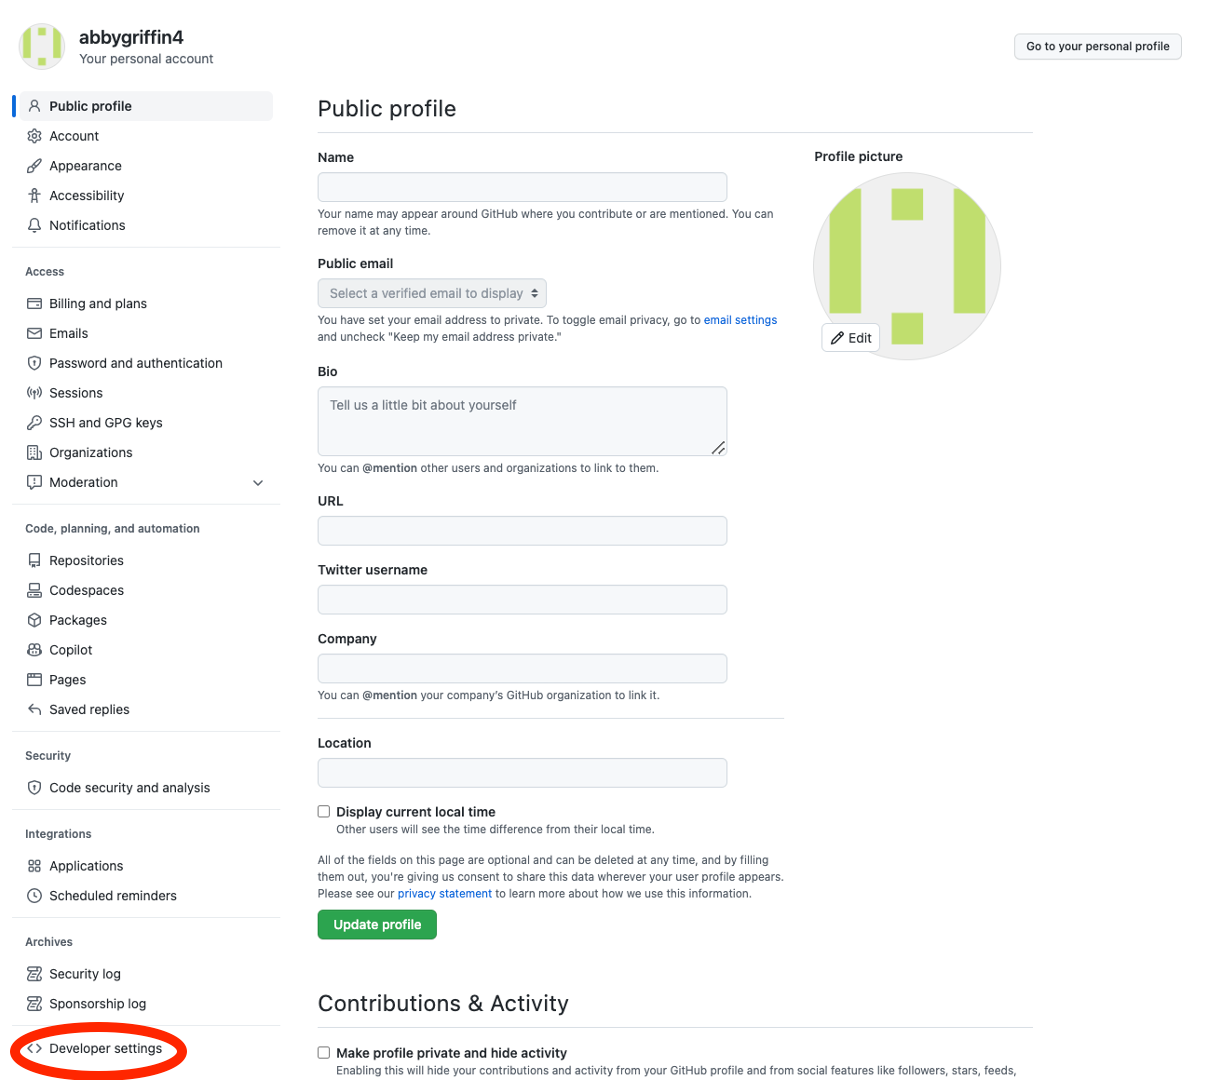 abbygriffin4
Your personal account
Go to your personal profile
Public profile
Account
Appearance
Accessibility
Notifications
Access
Billing and plans
Emails
Password and authentication
Sessions
SSH and GPG keys
Organizations
Moderation
Code, planning, and automation
Repositories
Codespaces
Packages
Copilot
Pages
Saved replies
Security
Code security and analysis
Integrations
Applications
Scheduled reminders
Archives
Security log
Sponsorship log
Developer settings
Public profile
Name
Your name may appear around GitHub where you contribute or are mentioned. You can
remove it at any time.
Public email
Select a verified email to display
You have set your email address to private. To toggle email privacy, go to email settings
and uncheck "Keep my email address private."
Bio
Tell us a little bit about yourself
You can @mention other users and organizations to link to them.
URL
Twitter username
Company
You can @mention your company's GitHub organization to link it.
Location
Display current local time
Other users will see the time difference from their local time.
All of the fields on this page are optional and can be deleted at any time, and by filling
them out, you're giving us consent to share this data wherever your user profile appears.
Please see our privacy statement to learn more about how we use this information.
Update profile
Profile picture
Edit
Contributions & Activity
Make profile private and hide activity
Enabling this will hide your contributions and activity from your GitHub profile and from social features like followers, stars, feeds,